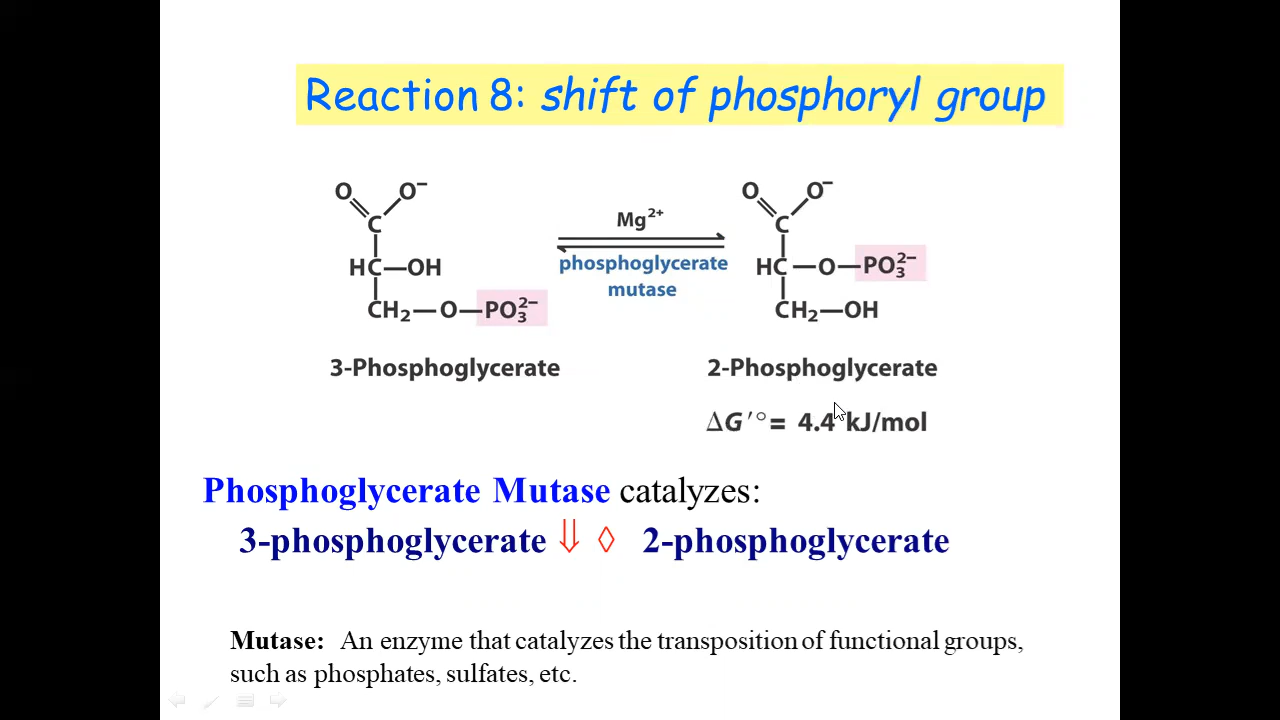 Reaction 8: shift of phosphoryl group
O O⁻ O O⁻
C Mg²⁺ C
HC—OH phosphoglycerate HC—O—PO₃²⁻
mutase
CH₂—O—PO₃²⁻ CH₂—OH
3-Phosphoglycerate 2-Phosphoglycerate
ΔG′° = 4.4 kJ/mol
Phosphoglycerate Mutase catalyzes:
3-phosphoglycerate ⇓ ◊ 2-phosphoglycerate
Mutase: An enzyme that catalyzes the transposition of functional groups,
such as phosphates, sulfates, etc.